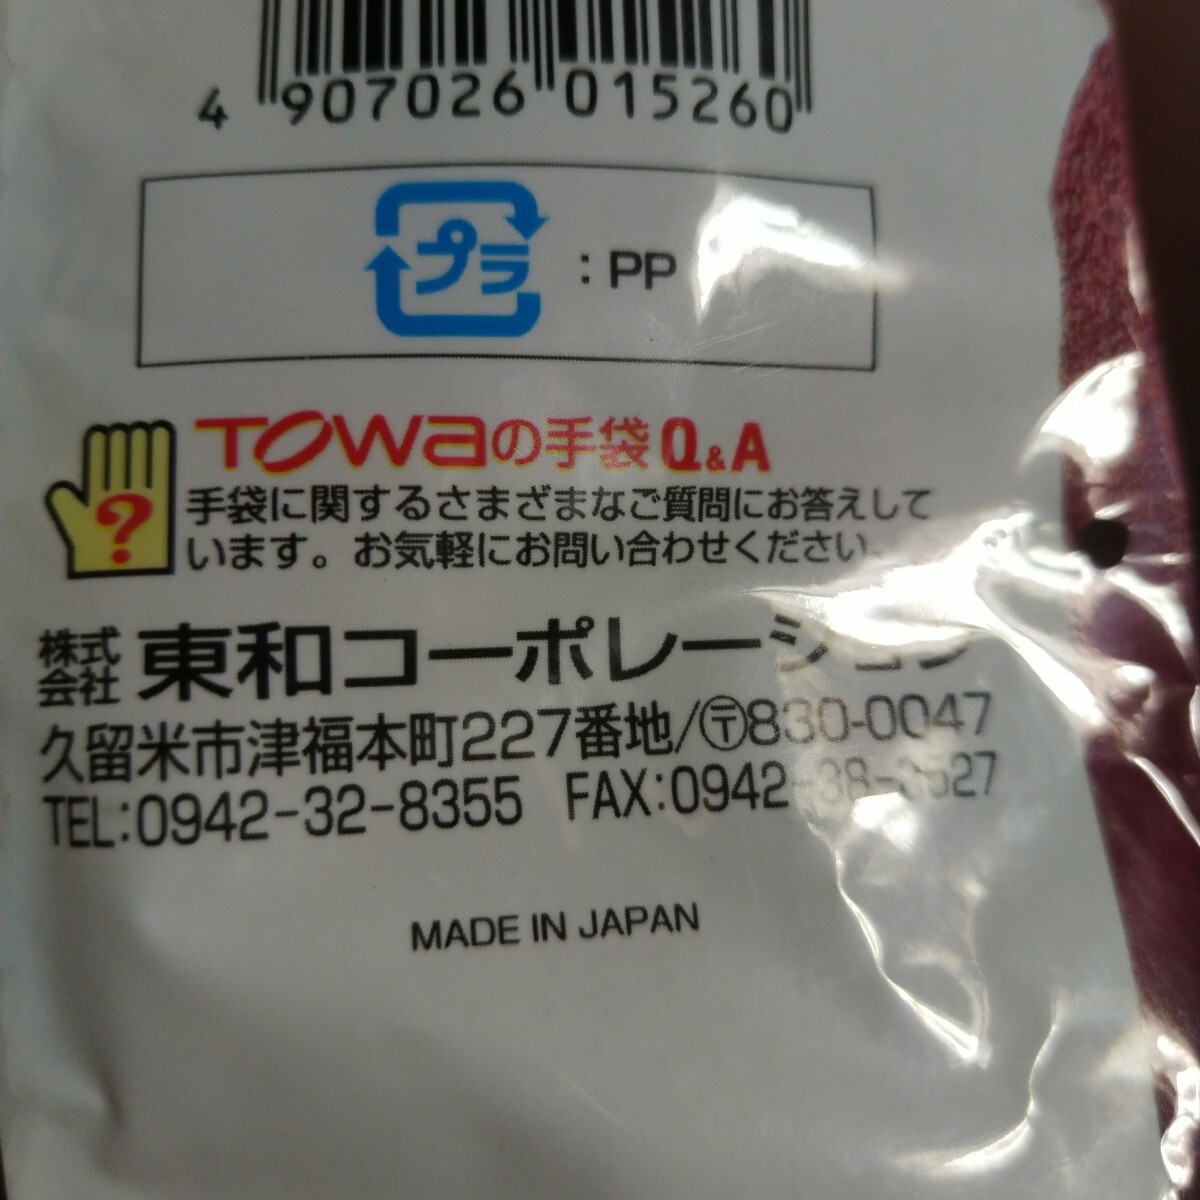 4 907026 015260
プラ : PP
Towaの手袋 Q&A
?
手袋に関するさまざまなご質問にお答えして
います。お気軽にお問い合わせください。
株式会社 東和コーポレーション
久留米市津福本町227番地/〒830-0047
TEL:0942-32-8355 FAX:0942-38-3527
MADE IN JAPAN